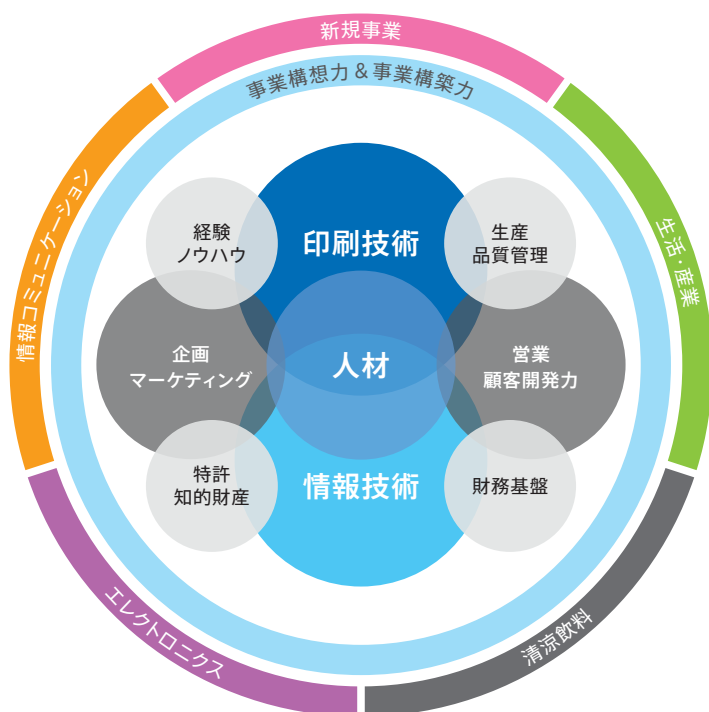 新規事業
事業構想力&事業構築力
情報コミュニケーション
生活・産業
経験
ノウハウ
印刷技術
生産
品質管理
企画
マーケティング
人材
営業
顧客開発力
特許
知的財産
情報技術
財務基盤
エレクトロニクス
清涼飲料